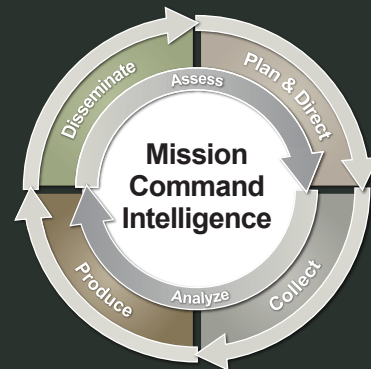 Assess
Disseminate
Plan & Direct
Mission
Command
Intelligence
Produce
Collect
Analyze